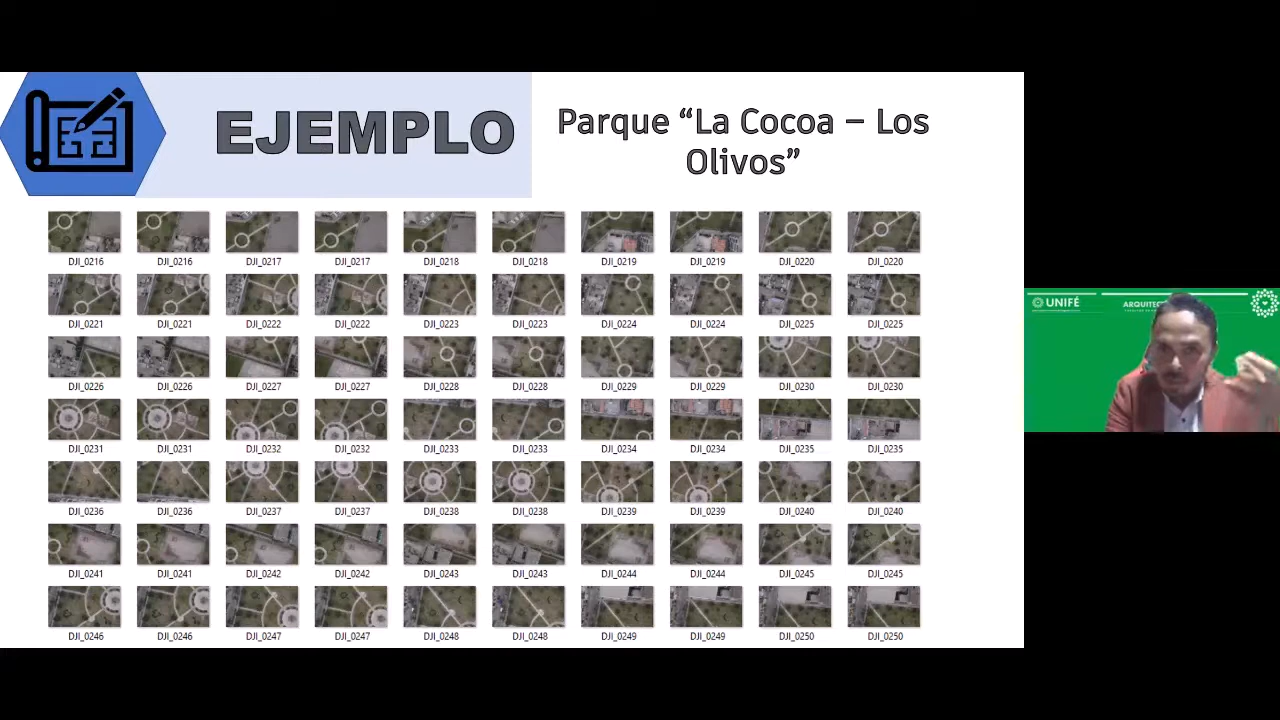 EJEMPLO
Parque “La Cocoa – Los
Olivos”
DJI_0216 DJI_0216 DJI_0217 DJI_0217 DJI_0218 DJI_0218 DJI_0219 DJI_0219 DJI_0220 DJI_0220
DJI_0221 DJI_0221 DJI_0222 DJI_0222 DJI_0223 DJI_0223 DJI_0224 DJI_0224 DJI_0225 DJI_0225
DJI_0226 DJI_0226 DJI_0227 DJI_0227 DJI_0228 DJI_0228 DJI_0229 DJI_0229 DJI_0230 DJI_0230
DJI_0231 DJI_0231 DJI_0232 DJI_0232 DJI_0233 DJI_0233 DJI_0234 DJI_0234 DJI_0235 DJI_0235
DJI_0236 DJI_0236 DJI_0237 DJI_0237 DJI_0238 DJI_0238 DJI_0239 DJI_0239 DJI_0240 DJI_0240
DJI_0241 DJI_0241 DJI_0242 DJI_0242 DJI_0243 DJI_0243 DJI_0244 DJI_0244 DJI_0245 DJI_0245
DJI_0246 DJI_0246 DJI_0247 DJI_0247 DJI_0248 DJI_0248 DJI_0249 DJI_0249 DJI_0250 DJI_0250
UNIFÉ
ARQUITECT